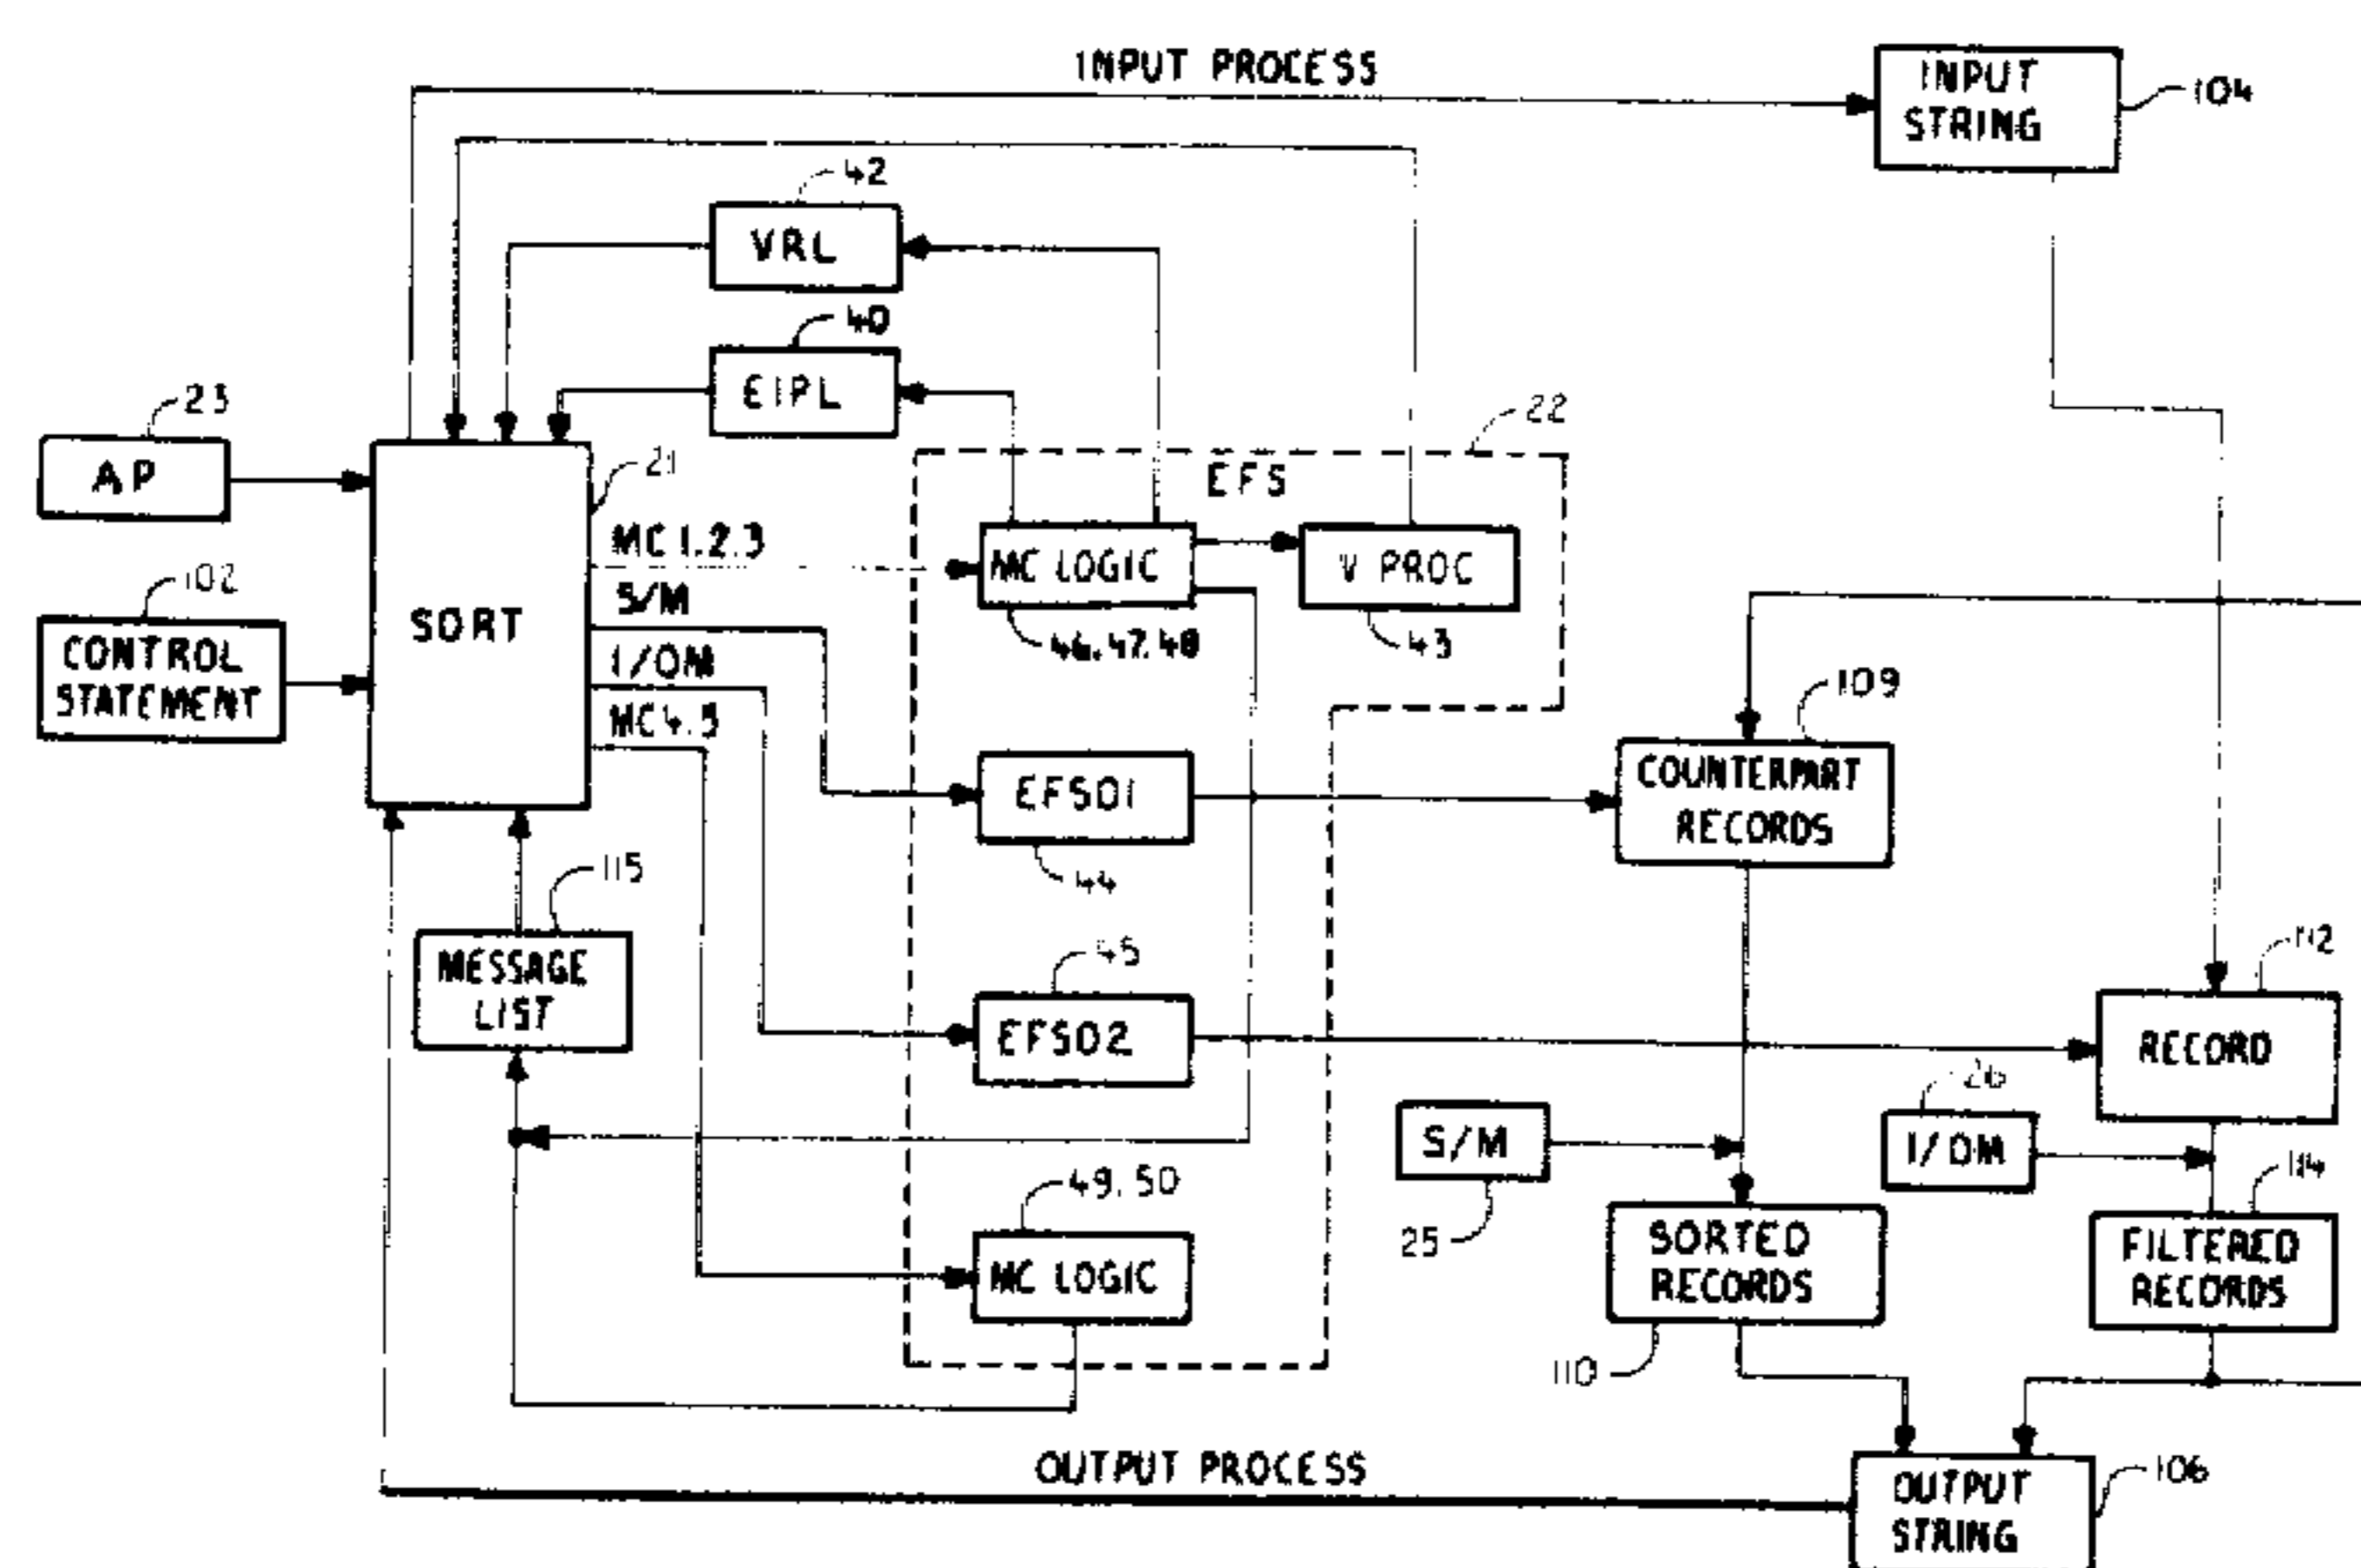 INPUT PROCESS
INPUT
STRING
104
42
VRL
40
EIPL
23
AP
21
22
EFS
MC 1.2.3
MC LOGIC
V PROC
102
S/M
46.47.48
43
CONTROL
STATEMENT
SORT
I/OM
109
MC 4.5
COUNTERPART
RECORDS
EFS01
44
115
MESSAGE
LIST
45
112
EFS02
RECORD
26
S/M
I/OM
114
49.50
25
SORTED
RECORDS
FILTERED
RECORDS
MC LOGIC
110
OUTPUT PROCESS
106
OUTPUT
STRING